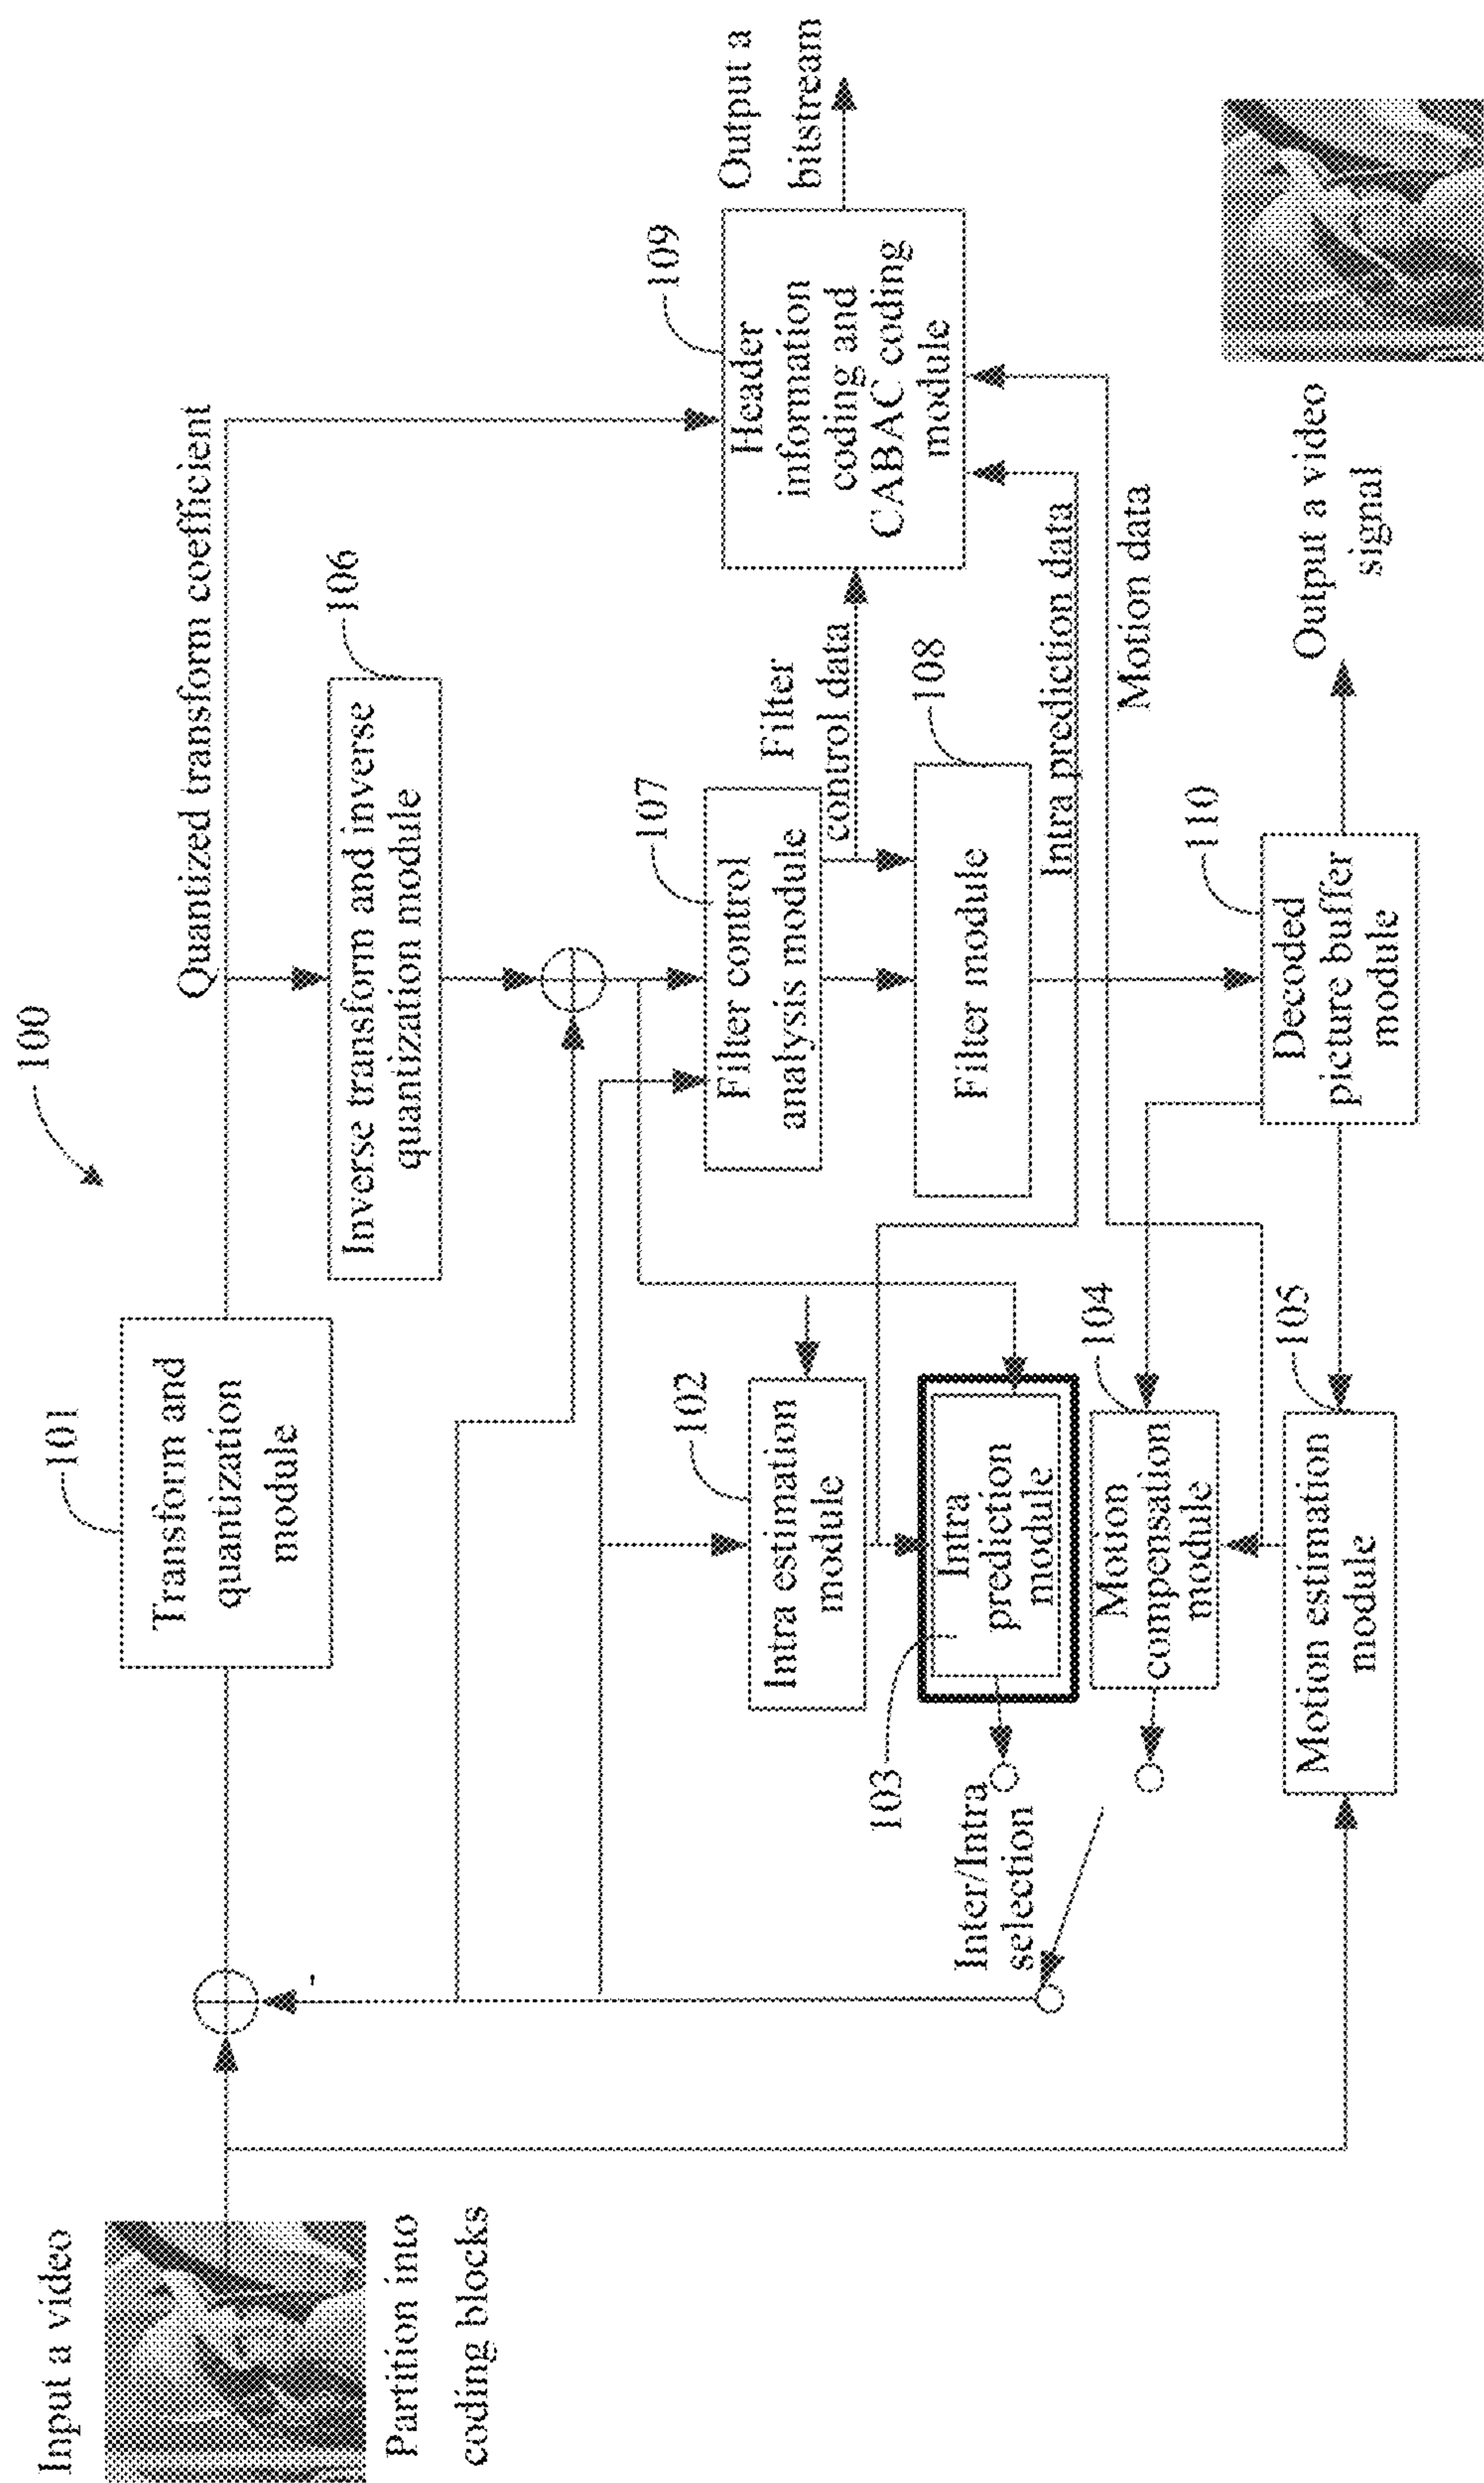 100
Input a video
Partition into
coding blocks
101
Transform and
quantization
module
Quantized transform coefficient
106
Inverse transform and inverse
quantization module
107
Filter control
analysis module
Filter
control data
108
Filter module
109
Header
information
coding and
CABAC coding
module
Output a
bitstream
102
Intra estimation
module
103
Intra
prediction
module
Inter/Intra
selection
104
Motion
compensation
module
105
Motion estimation
module
Intra prediction data
Motion data
110
Decoded
picture buffer
module
Output a video
signal